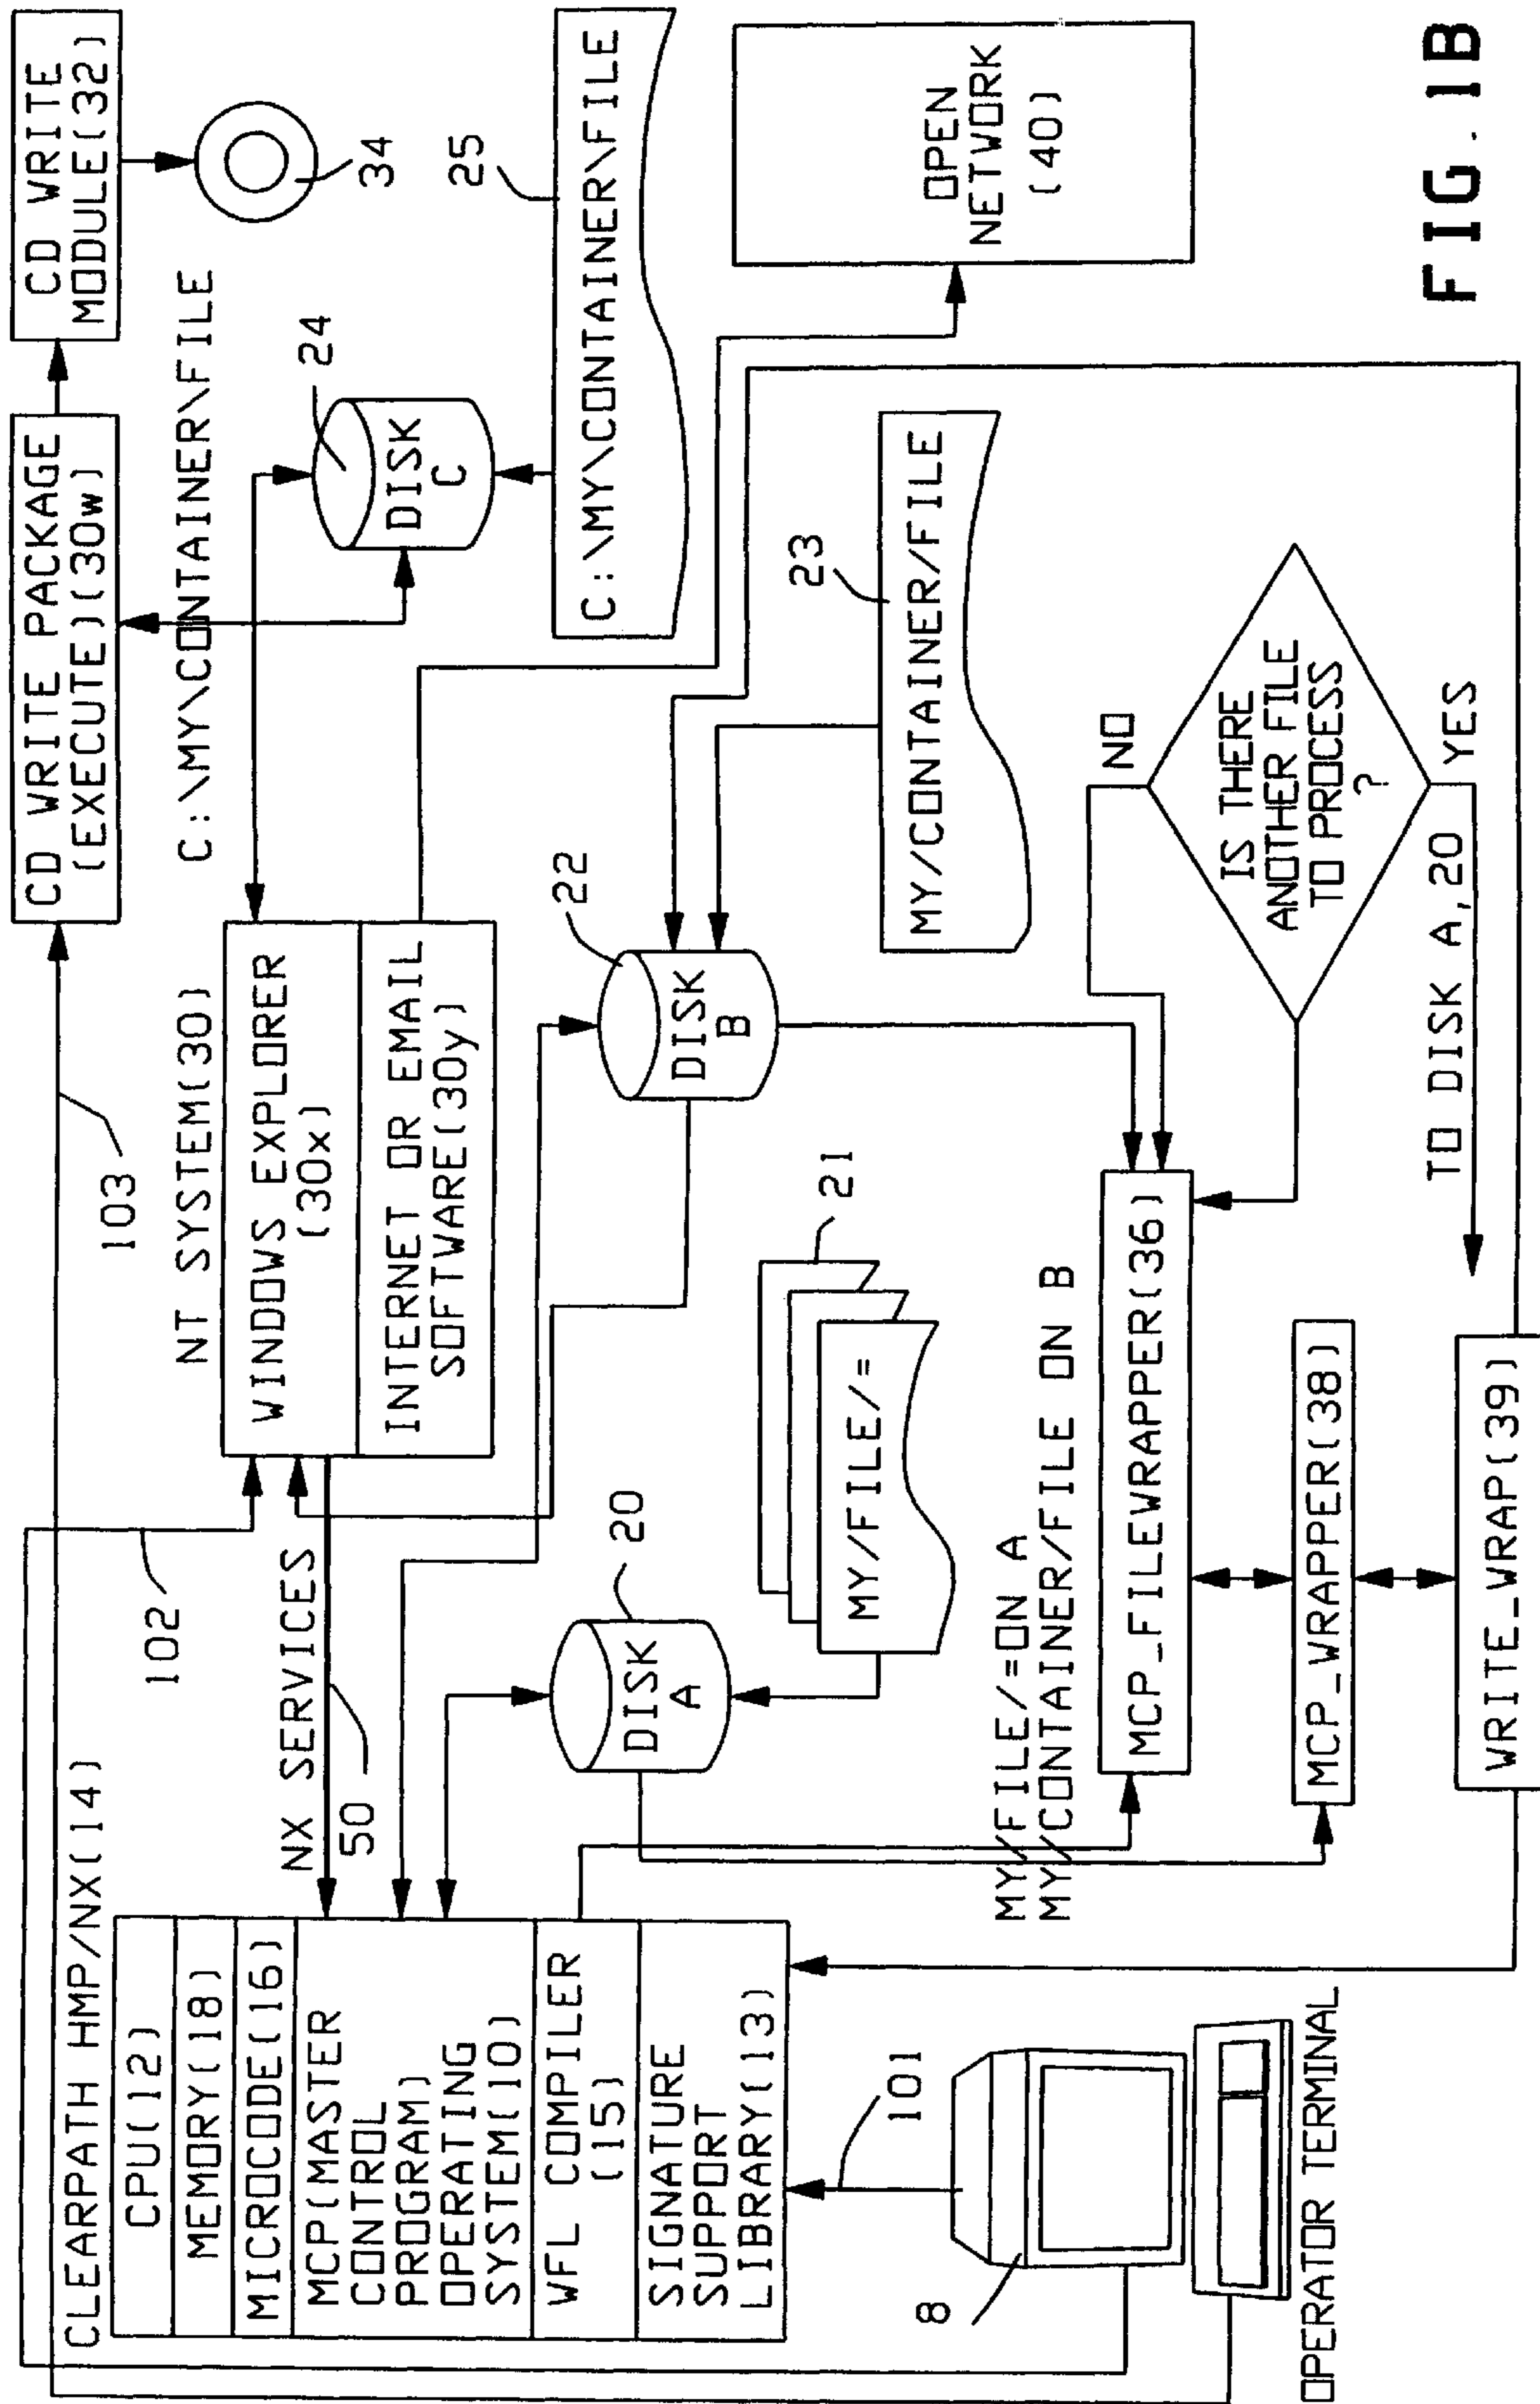 CLEARPATH HMP/NX(14)
CPU(12)
MEMORY(18)
MICROCODE(16)
MCP(MASTER
CONTROL
PROGRAM)
OPERATING
SYSTEM(10)
WFL COMPILER
(15)
SIGNATURE
SUPPORT
LIBRARY(13)
101
8
OPERATOR TERMINAL
102
103
NX SERVICES
50
NT SYSTEM(30)
WINDOWS EXPLORER
(30x)
INTERNET OR EMAIL
SOFTWARE(30y)
CD WRITE PACKAGE
(EXECUTE)(30w)
CD WRITE
MODULE(32)
34
C:\MY\CONTAINER\FILE
24
DISK
C
25
C:\MY\CONTAINER\FILE
OPEN
NETWORK
(40)
20
DISK
A
21
MY/FILE/=
22
DISK
B
23
MY/CONTAINER/FILE
MY/FILE/=ON A
MY/CONTAINER/FILE ON B
MCP_FILEWRAPPER(36)
MCP_WRAPPER(38)
WRITE_WRAP(39)
IS THERE
ANOTHER FILE
TO PROCESS
?
NO
YES
TO DISK A,20
FIG.1B